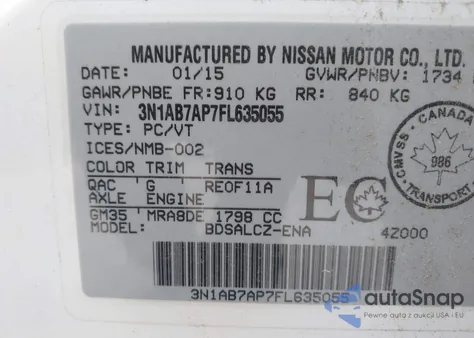 MANUFACTURED BY NISSAN MOTOR CO., LTD.
DATE: 01/15 GVWR/PNBV: 1734
GAWR/PNBE FR:910 KG RR: 840 KG
VIN: 3N1AB7AP7FL635055
TYPE: PC/VT
ICES/NMB-002
COLOR TRIM TRANS
QAC G RE0F11A
AXLE ENGINE
GM35 MRA8DE 1798 CC
MODEL: BDSALCZ-ENA 4Z000
EC
CANADA
CMVSS - NSVAC
986
TRANSPORT
3N1AB7AP7FL635055
autoSnap
Pewne auta z aukcji USA i EU